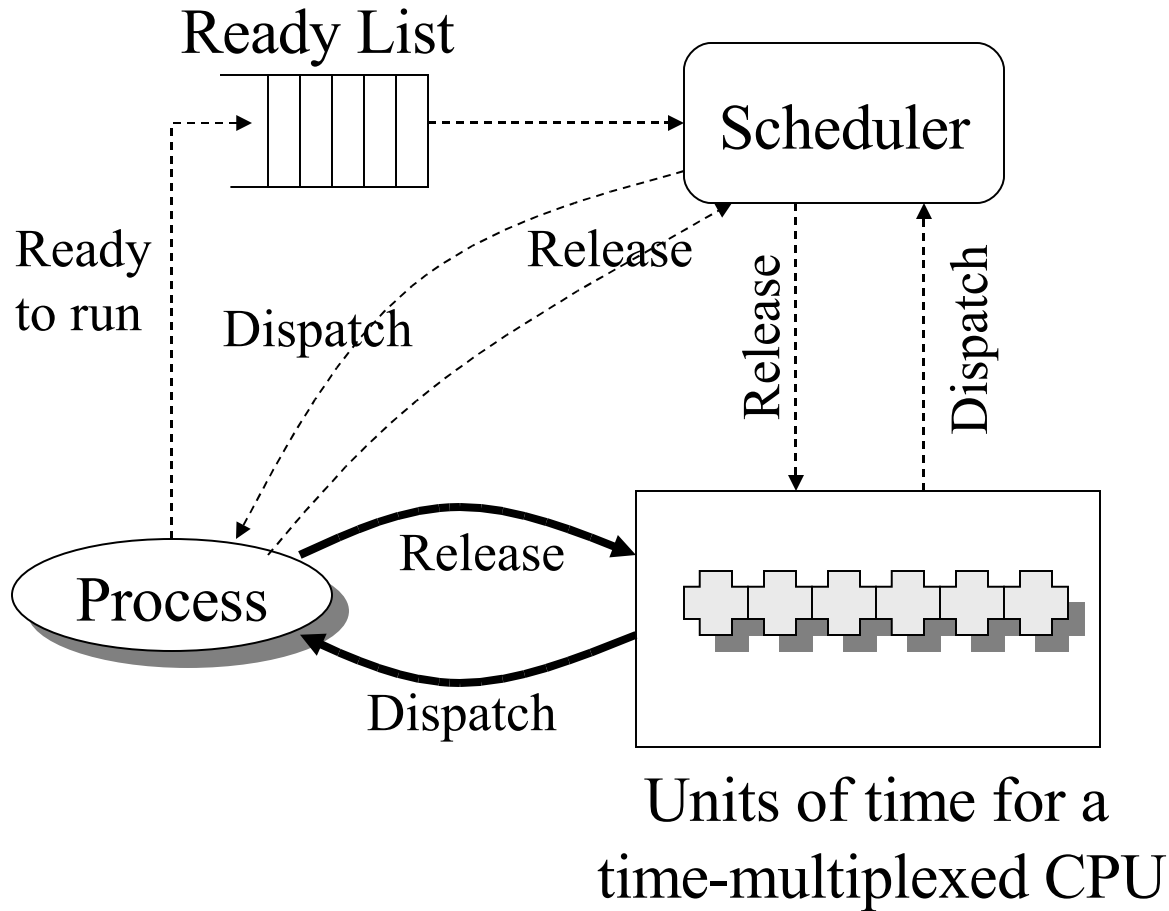 Ready List
Scheduler
Ready
to run
Release
Dispatch
Release
Dispatch
Release
Process
Dispatch
Units of time for a
time-multiplexed CPU